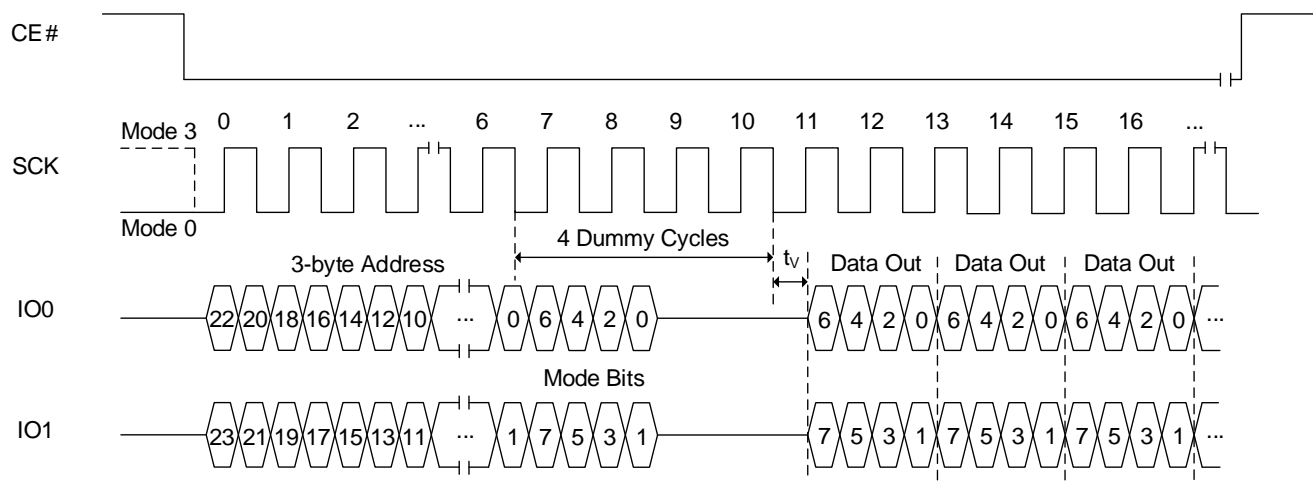 CE#
Mode 3 0 1 2 ... 6 7 8 9 10 11 12 13 14 15 16 ...
SCK
Mode 0
4 Dummy Cycles
3-byte Address tV Data Out Data Out Data Out
IO0 22 20 18 16 14 12 10 ... 0 6 4 2 0 6 4 2 0 6 4 2 0 6 4 2 0 ...
Mode Bits
IO1 23 21 19 17 15 13 11 ... 1 7 5 3 1 7 5 3 1 7 5 3 1 7 5 3 1 ...